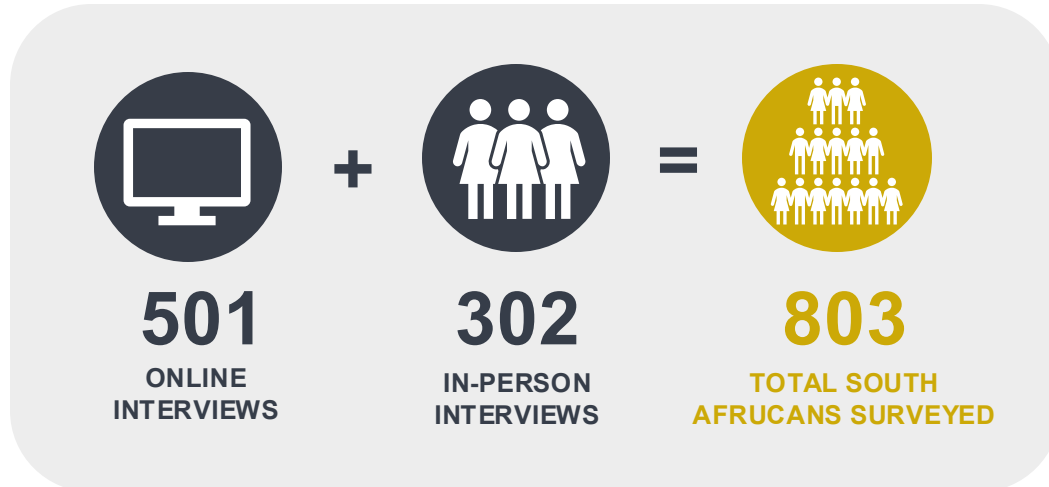 +
=
501
ONLINE
INTERVIEWS
302
IN-PERSON
INTERVIEWS
803
TOTAL SOUTH
AFRUCANS SURVEYED